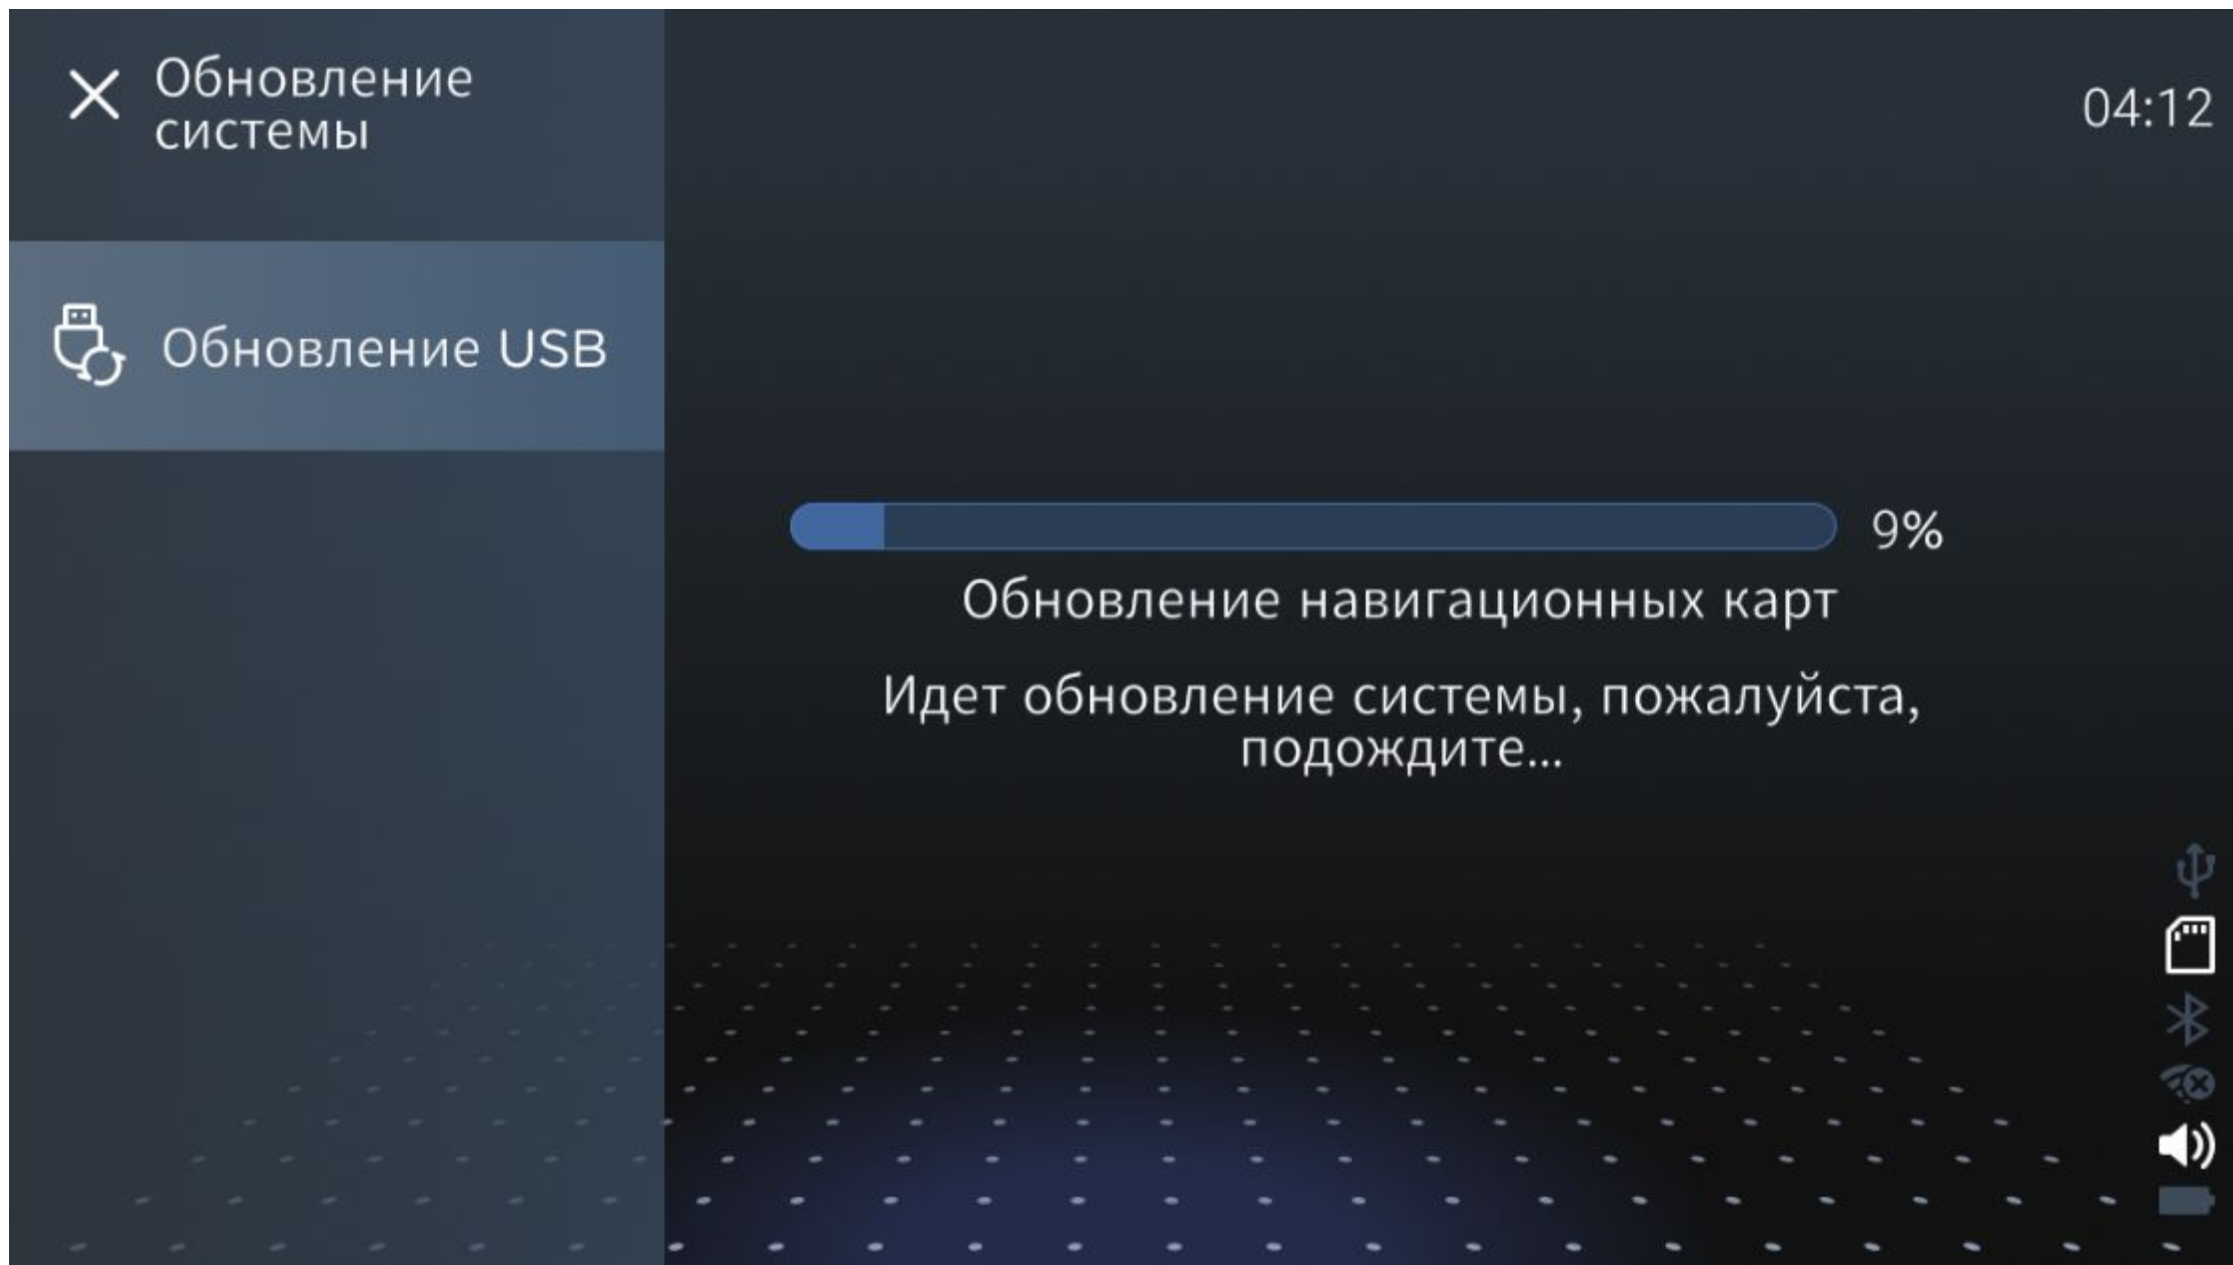 Обновление
системы
04:12
Обновление USB
9%
Обновление навигационных карт
Идет обновление системы, пожалуйста,
подождите...